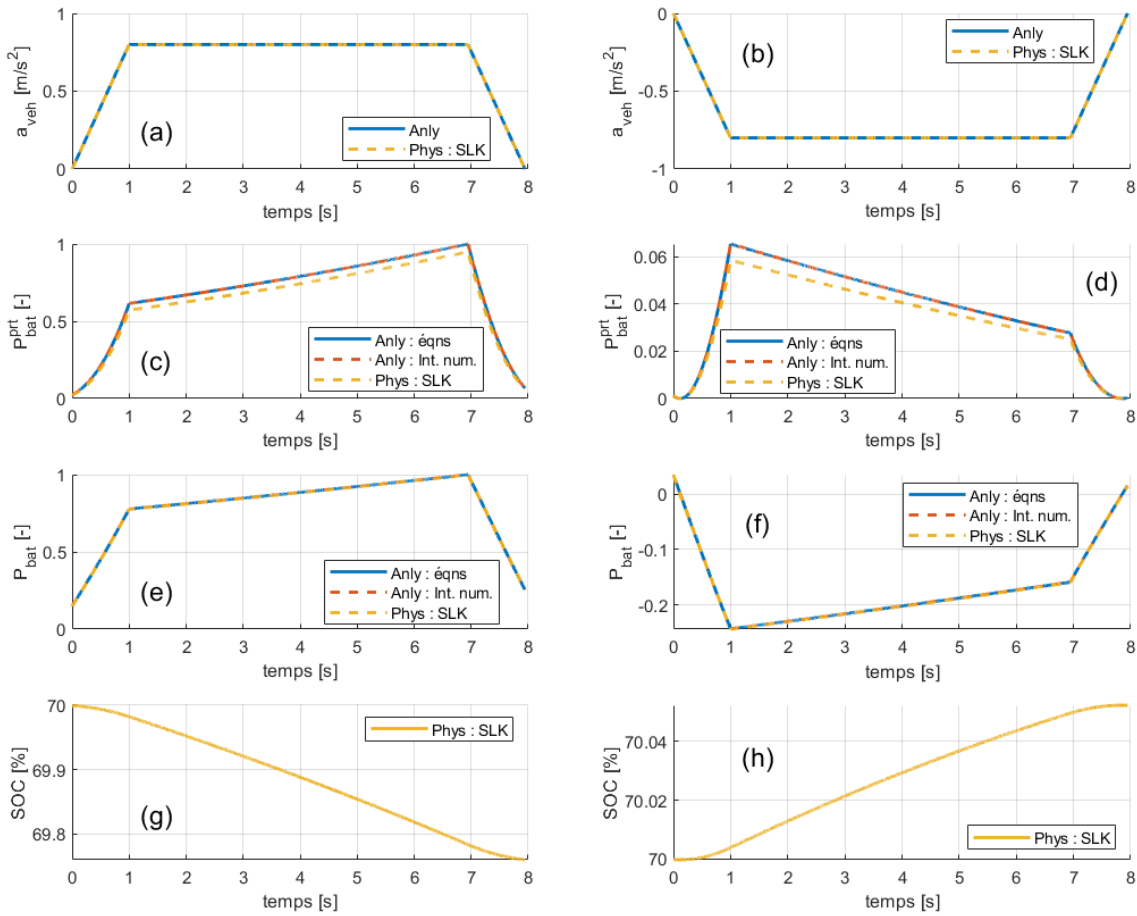 1
0.5
0
a_veh [m/s²]
(a)
Anly
Phys : SLK
0 1 2 3 4 5 6 7 8
temps [s]
0
-0.5
-1
a_veh [m/s²]
(b)
Anly
Phys : SLK
0 1 2 3 4 5 6 7 8
temps [s]
1
0.5
0
P_bat^prt [-]
(c)
Anly : éqns
Anly : Int. num.
Phys : SLK
0 1 2 3 4 5 6 7 8
temps [s]
0.06
0.04
0.02
0
P_bat^prt [-]
(d)
Anly : éqns
Anly : Int. num.
Phys : SLK
0 1 2 3 4 5 6 7 8
temps [s]
1
0.5
0
P_bat [-]
(e)
Anly : éqns
Anly : Int. num.
Phys : SLK
0 1 2 3 4 5 6 7 8
temps [s]
0
-0.1
-0.2
P_bat [-]
(f)
Anly : éqns
Anly : Int. num.
Phys : SLK
0 1 2 3 4 5 6 7 8
temps [s]
70
69.9
69.8
SOC [%]
(g)
Phys : SLK
0 1 2 3 4 5 6 7 8
temps [s]
70.04
70.02
70
SOC [%]
(h)
Phys : SLK
0 1 2 3 4 5 6 7 8
temps [s]